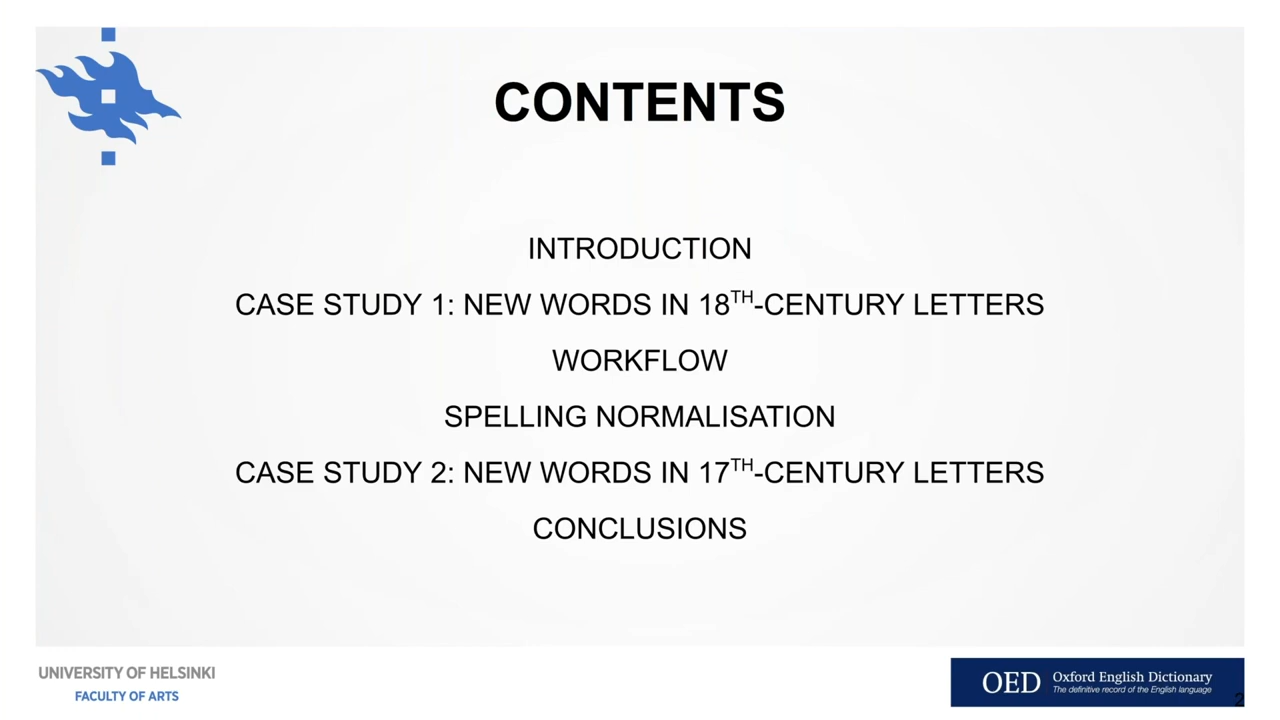 CONTENTS
INTRODUCTION
CASE STUDY 1: NEW WORDS IN 18TH-CENTURY LETTERS
WORKFLOW
SPELLING NORMALISATION
CASE STUDY 2: NEW WORDS IN 17TH-CENTURY LETTERS
CONCLUSIONS
UNIVERSITY OF HELSINKI
FACULTY OF ARTS
OED Oxford English Dictionary
The definitive record of the English language
2